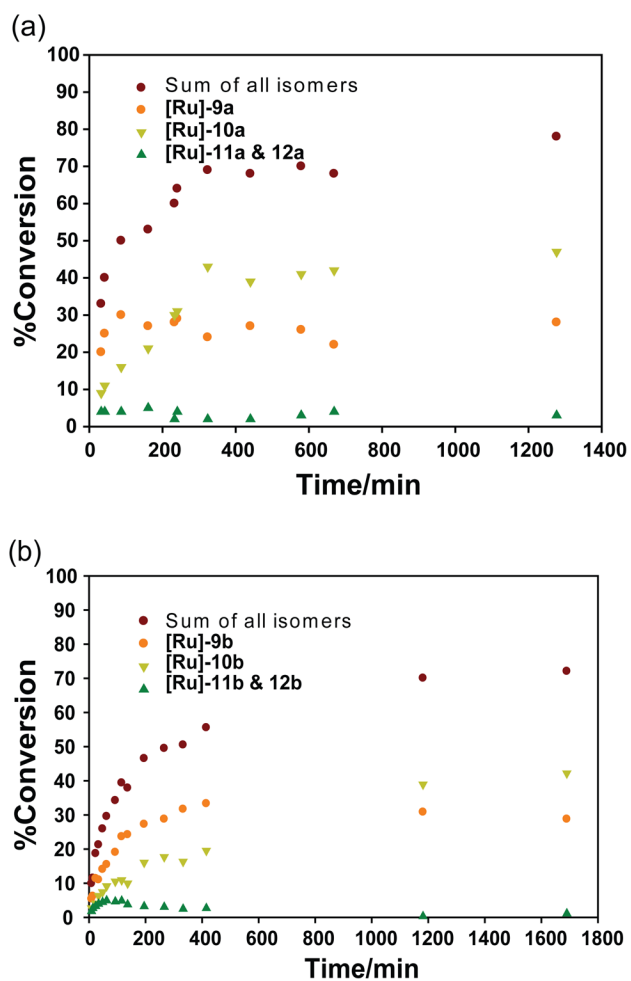 (a)
100
90
80
70
60
50
40
30
20
10
0
%Conversion
Sum of all isomers
[Ru]-9a
[Ru]-10a
[Ru]-11a & 12a
0 200 400 600 800 1000 1200 1400
Time/min
(b)
100
90
80
70
60
50
40
30
20
10
0
%Conversion
Sum of all isomers
[Ru]-9b
[Ru]-10b
[Ru]-11b & 12b
0 200 400 600 800 1000 1200 1400 1600 1800
Time/min